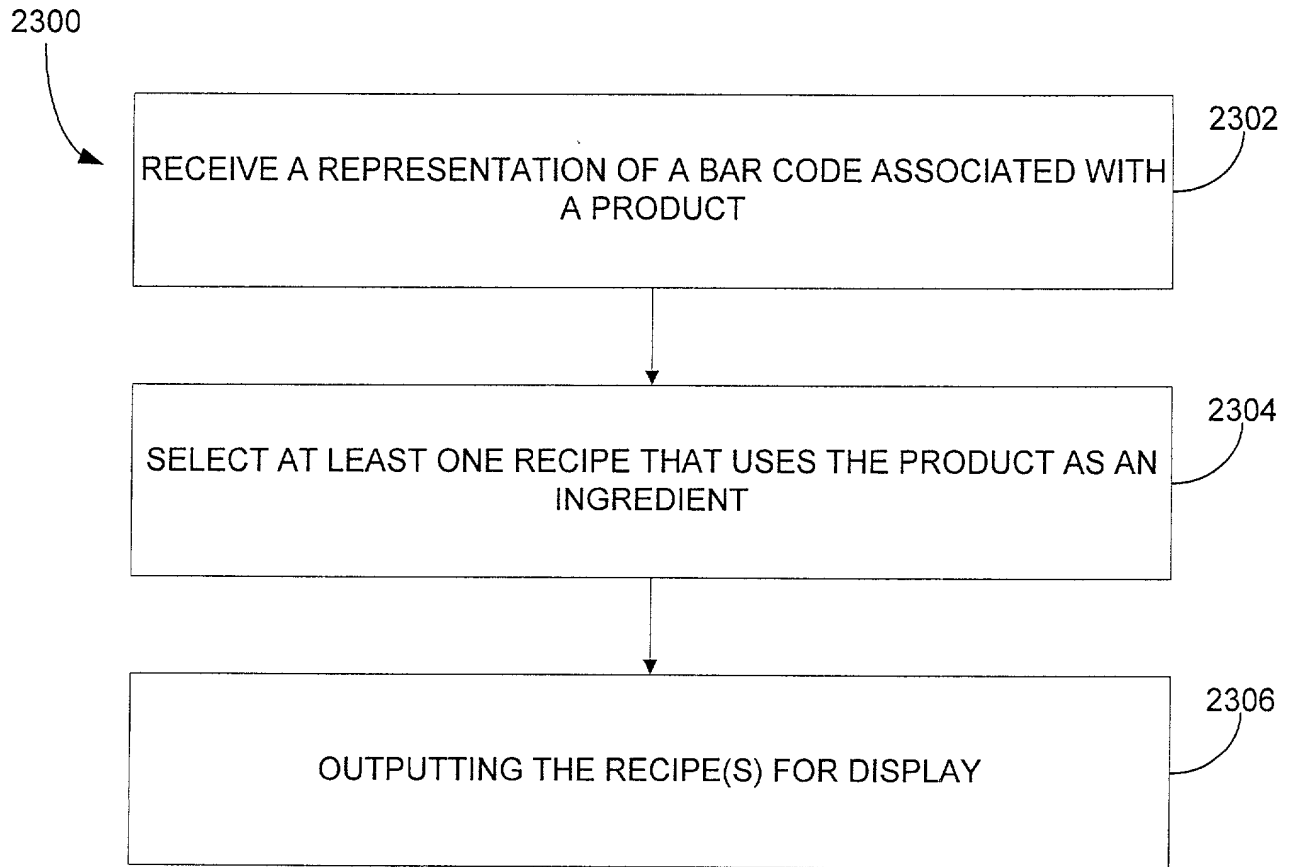 2300
2302
RECEIVE A REPRESENTATION OF A BAR CODE ASSOCIATED WITH
A PRODUCT
2304
SELECT AT LEAST ONE RECIPE THAT USES THE PRODUCT AS AN
INGREDIENT
2306
OUTPUTTING THE RECIPE(S) FOR DISPLAY